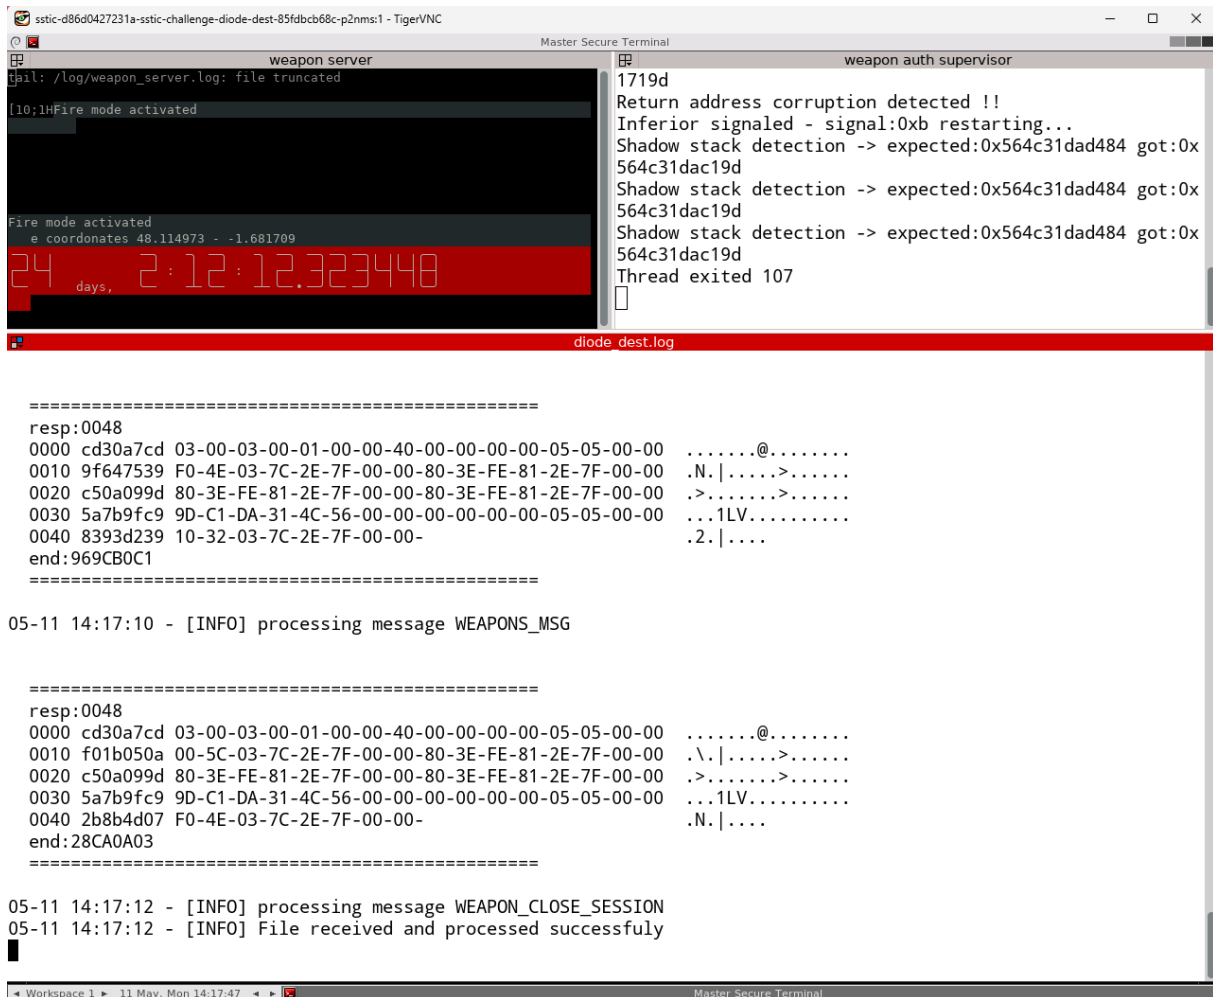 sstic-d86d0427231a-sstic-challenge-diode-dest-85fdbcb68c-p2nms:1 - TigerVNC
Master Secure Terminal
weapon server
tail: /log/weapon_server.log: file truncated
[10;1HFire mode activated
Fire mode activated
e coordonates 48.114973 - -1.681709
24 days, 2:12:12.323448
weapon auth supervisor
1719d
Return address corruption detected !!
Inferior signaled - signal:0xb restarting...
Shadow stack detection -> expected:0x564c31dad484 got:0x
564c31dac19d
Shadow stack detection -> expected:0x564c31dad484 got:0x
564c31dac19d
Shadow stack detection -> expected:0x564c31dad484 got:0x
564c31dac19d
Thread exited 107
diode_dest.log
=================================================
resp:0048
0000 cd30a7cd 03-00-03-00-01-00-00-40-00-00-00-00-05-05-00-00 .......@........
0010 9f647539 F0-4E-03-7C-2E-7F-00-00-80-3E-FE-81-2E-7F-00-00 .N.|.....>......
0020 c50a099d 80-3E-FE-81-2E-7F-00-00-80-3E-FE-81-2E-7F-00-00 .>.......>......
0030 5a7b9fc9 9D-C1-DA-31-4C-56-00-00-00-00-00-00-05-05-00-00 ...1LV..........
0040 8393d239 10-32-03-7C-2E-7F-00-00- .2.|....
end:969CB0C1
=================================================
05-11 14:17:10 - [INFO] processing message WEAPONS_MSG
=================================================
resp:0048
0000 cd30a7cd 03-00-03-00-01-00-00-40-00-00-00-00-05-05-00-00 .......@........
0010 f01b050a 00-5C-03-7C-2E-7F-00-00-80-3E-FE-81-2E-7F-00-00 .\.|.....>......
0020 c50a099d 80-3E-FE-81-2E-7F-00-00-80-3E-FE-81-2E-7F-00-00 .>.......>......
0030 5a7b9fc9 9D-C1-DA-31-4C-56-00-00-00-00-00-00-05-05-00-00 ...1LV..........
0040 2b8b4d07 F0-4E-03-7C-2E-7F-00-00- .N.|....
end:28CA0A03
=================================================
05-11 14:17:12 - [INFO] processing message WEAPON_CLOSE_SESSION
05-11 14:17:12 - [INFO] File received and processed successfuly
Workspace 1 11 May, Mon 14:17:47 Master Secure Terminal